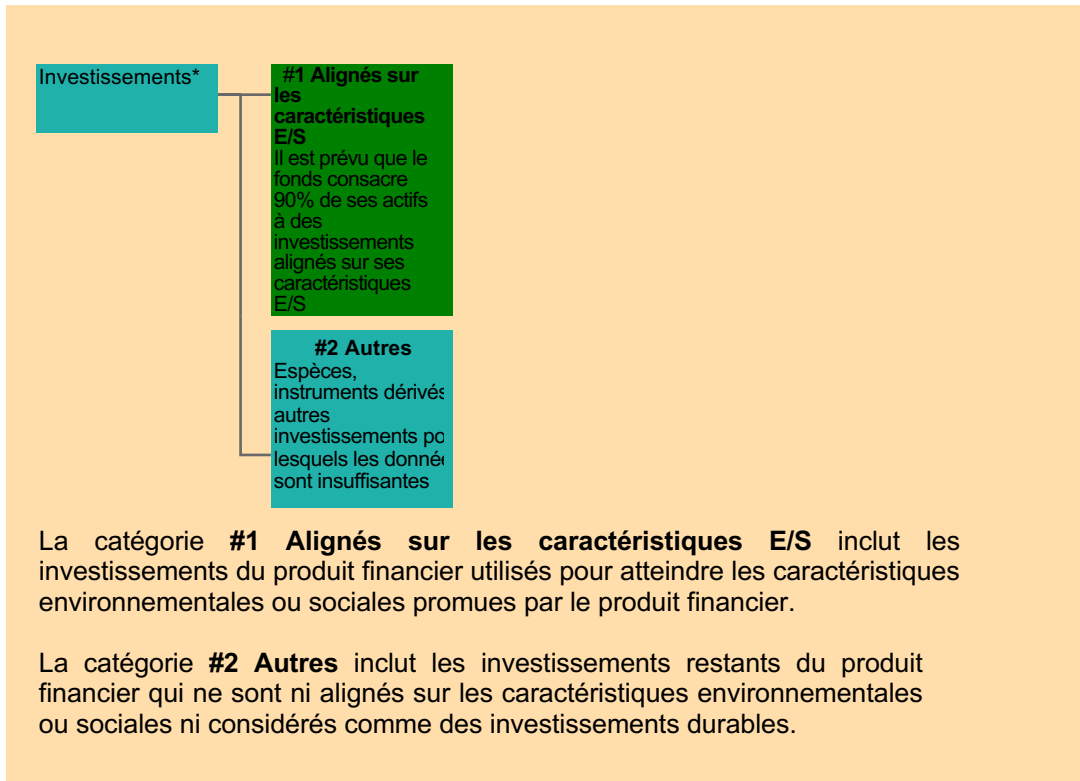 Investissements*
#1 Alignés sur
les
caractéristiques
E/S
Il est prévu que le
fonds consacre
90% de ses actifs
à des
investissements
alignés sur ses
caractéristiques
E/S
#2 Autres
Espèces,
instruments dérivés
autres
investissements po
lesquels les donné
sont insuffisantes
La catégorie #1 Alignés sur les caractéristiques E/S inclut les
investissements du produit financier utilisés pour atteindre les caractéristiques
environnementales ou sociales promues par le produit financier.
La catégorie #2 Autres inclut les investissements restants du produit
financier qui ne sont ni alignés sur les caractéristiques environnementales
ou sociales ni considérés comme des investissements durables.